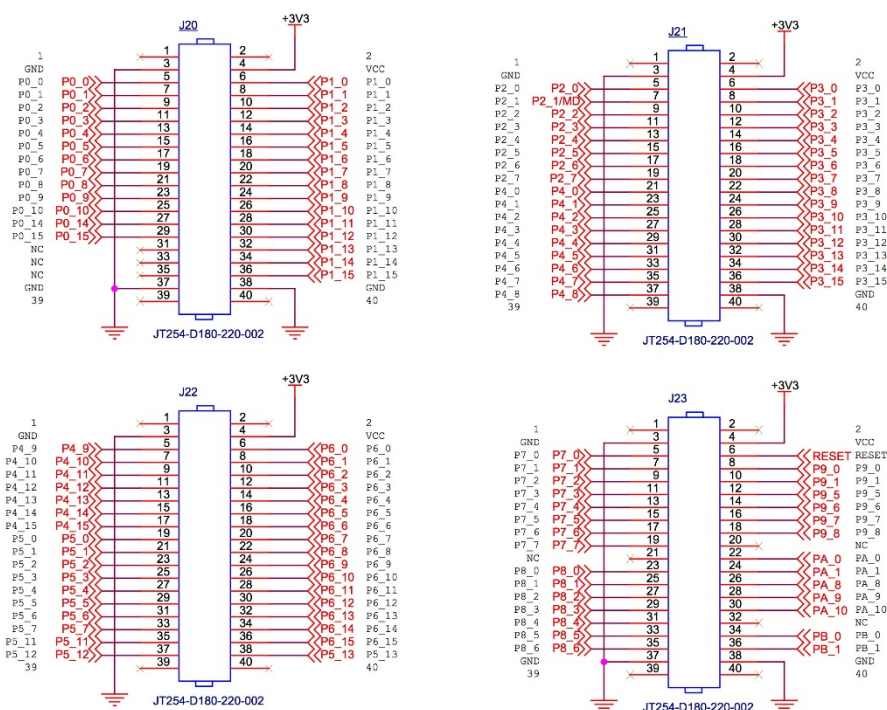 J20
+3V3
1 1 2 2
GND 3 4 VCC
P0_0 P0_0 5 6 P1_0 P1_0
P0_1 P0_1 7 8 P1_1 P1_1
P0_2 P0_2 9 10 P1_2 P1_2
P0_3 P0_3 11 12 P1_3 P1_3
P0_4 P0_4 13 14 P1_4 P1_4
P0_5 P0_5 15 16 P1_5 P1_5
P0_6 P0_6 17 18 P1_6 P1_6
P0_7 P0_7 19 20 P1_7 P1_7
P0_8 P0_8 21 22 P1_8 P1_8
P0_9 P0_9 23 24 P1_9 P1_9
P0_10 P0_10 25 26 P1_10 P1_10
P0_14 P0_14 27 28 P1_11 P1_11
P0_15 P0_15 29 30 P1_12 P1_12
NC 31 32 P1_13 P1_13
NC 33 34 P1_14 P1_14
NC 35 36 P1_15 P1_15
GND 37 38 GND
39 39 40 40
JT254-D180-220-002
J21
+3V3
1 1 2 2
GND 3 4 VCC
P2_0 P2_0 5 6 P3_0 P3_0
P2_1 P2_1/MD 7 8 P3_1 P3_1
P2_2 P2_2 9 10 P3_2 P3_2
P2_3 P2_3 11 12 P3_3 P3_3
P2_4 P2_4 13 14 P3_4 P3_4
P2_5 P2_5 15 16 P3_5 P3_5
P2_6 P2_6 17 18 P3_6 P3_6
P2_7 P2_7 19 20 P3_7 P3_7
P4_0 P4_0 21 22 P3_8 P3_8
P4_1 P4_1 23 24 P3_9 P3_9
P4_2 P4_2 25 26 P3_10 P3_10
P4_3 P4_3 27 28 P3_11 P3_11
P4_4 P4_4 29 30 P3_12 P3_12
P4_5 P4_5 31 32 P3_13 P3_13
P4_6 P4_6 33 34 P3_14 P3_14
P4_7 P4_7 35 36 P3_15 P3_15
P4_8 P4_8 37 38 GND
39 39 40 40
JT254-D180-220-002
J22
+3V3
1 1 2 2
GND 3 4 VCC
P4_9 P4_9 5 6 P6_0 P6_0
P4_10 P4_10 7 8 P6_1 P6_1
P4_11 P4_11 9 10 P6_2 P6_2
P4_12 P4_12 11 12 P6_3 P6_3
P4_13 P4_13 13 14 P6_4 P6_4
P4_14 P4_14 15 16 P6_5 P6_5
P4_15 P4_15 17 18 P6_6 P6_6
P5_0 P5_0 19 20 P6_7 P6_7
P5_1 P5_1 21 22 P6_8 P6_8
P5_2 P5_2 23 24 P6_9 P6_9
P5_3 P5_3 25 26 P6_10 P6_10
P5_4 P5_4 27 28 P6_11 P6_11
P5_5 P5_5 29 30 P6_12 P6_12
P5_6 P5_6 31 32 P6_13 P6_13
P5_7 P5_7 33 34 P6_14 P6_14
P5_11 P5_11 35 36 P6_15 P6_15
P5_12 P5_12 37 38 P5_13 P5_13
39 39 40 40
JT254-D180-220-002
J23
+3V3
1 1 2 2
GND 3 4 VCC
P7_0 P7_0 5 6 RESET RESET
P7_1 P7_1 7 8 P9_0 P9_0
P7_2 P7_2 9 10 P9_1 P9_1
P7_3 P7_3 11 12 P9_5 P9_5
P7_4 P7_4 13 14 P9_6 P9_6
P7_5 P7_5 15 16 P9_7 P9_7
P7_6 P7_6 17 18 P9_8 P9_8
P7_7 P7_7 19 20 NC
NC 21 22 PA_0 PA_0
P8_0 P8_0 23 24 PA_1 PA_1
P8_1 P8_1 25 26 PA_8 PA_8
P8_2 P8_2 27 28 PA_9 PA_9
P8_3 P8_3 29 30 PA_10 PA_10
P8_4 31 32 NC
P8_5 P8_5 33 34 PB_0 PB_0
P8_6 P8_6 35 36 PB_1 PB_1
GND 37 38 GND
39 39 40 40
JT254-D180-220-002